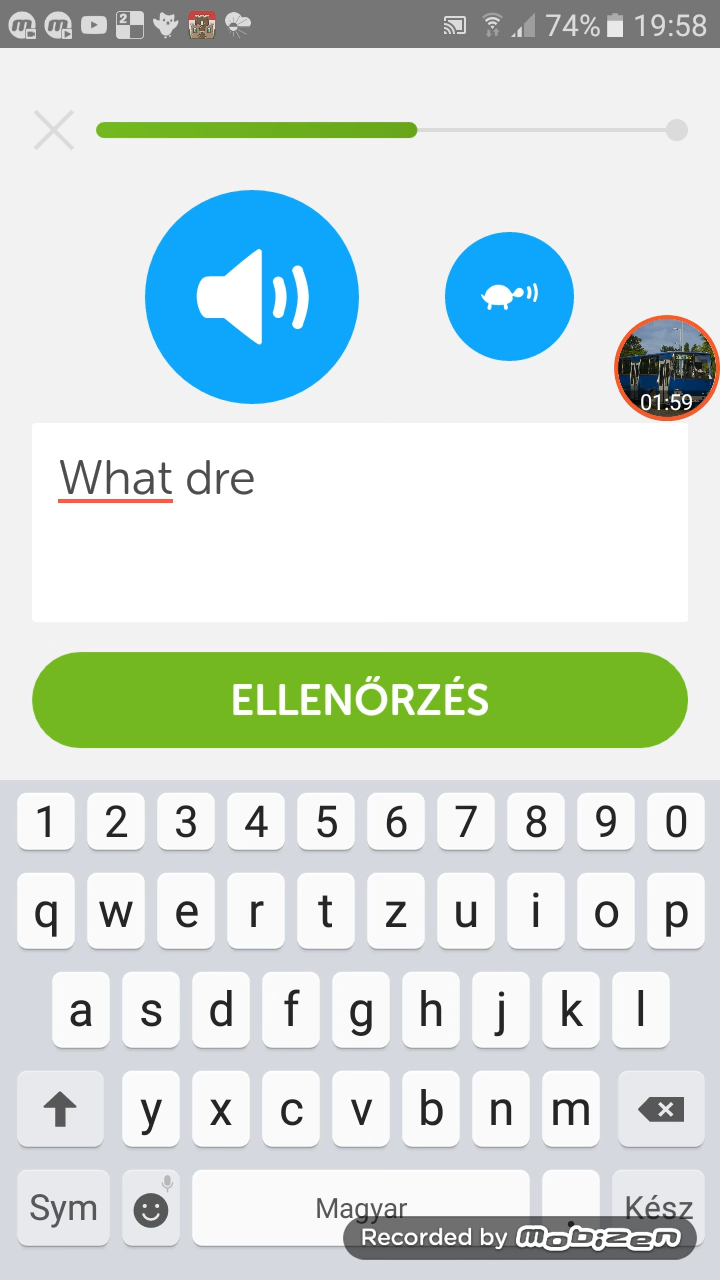 2 74% 19:58
01:59
What dre
ELLENŐRZÉS
1 2 3 4 5 6 7 8 9 0
q w e r t z u i o p
a s d f g h j k l
y x c v b n m
Sym Magyar . Kész
Recorded by mobizen